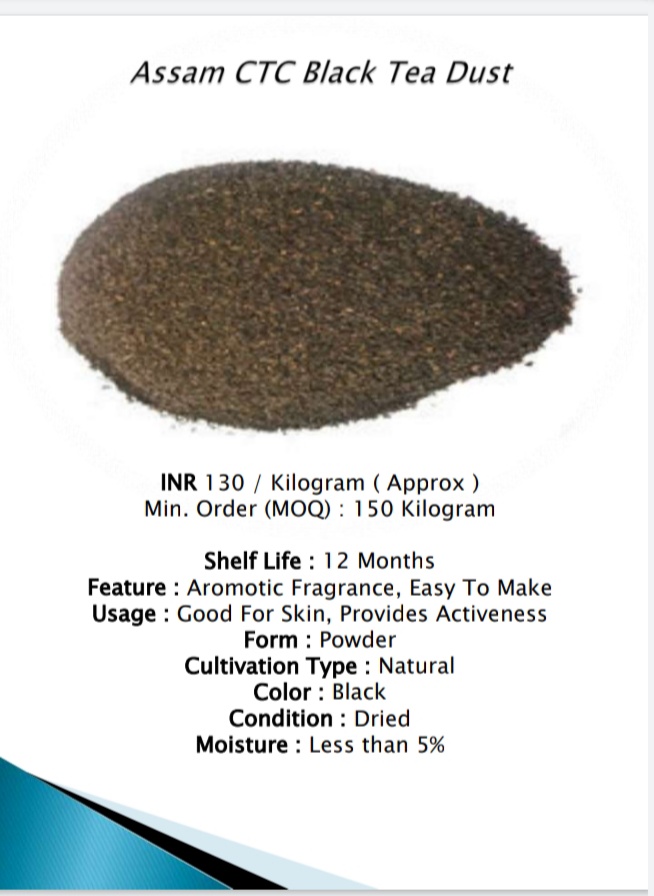 Assam CTC Black Tea Dust
INR 130 / Kilogram ( Approx )
Min. Order (MOQ) : 150 Kilogram
Shelf Life : 12 Months
Feature : Aromotic Fragrance, Easy To Make
Usage : Good For Skin, Provides Activeness
Form : Powder
Cultivation Type : Natural
Color : Black
Condition : Dried
Moisture : Less than 5%